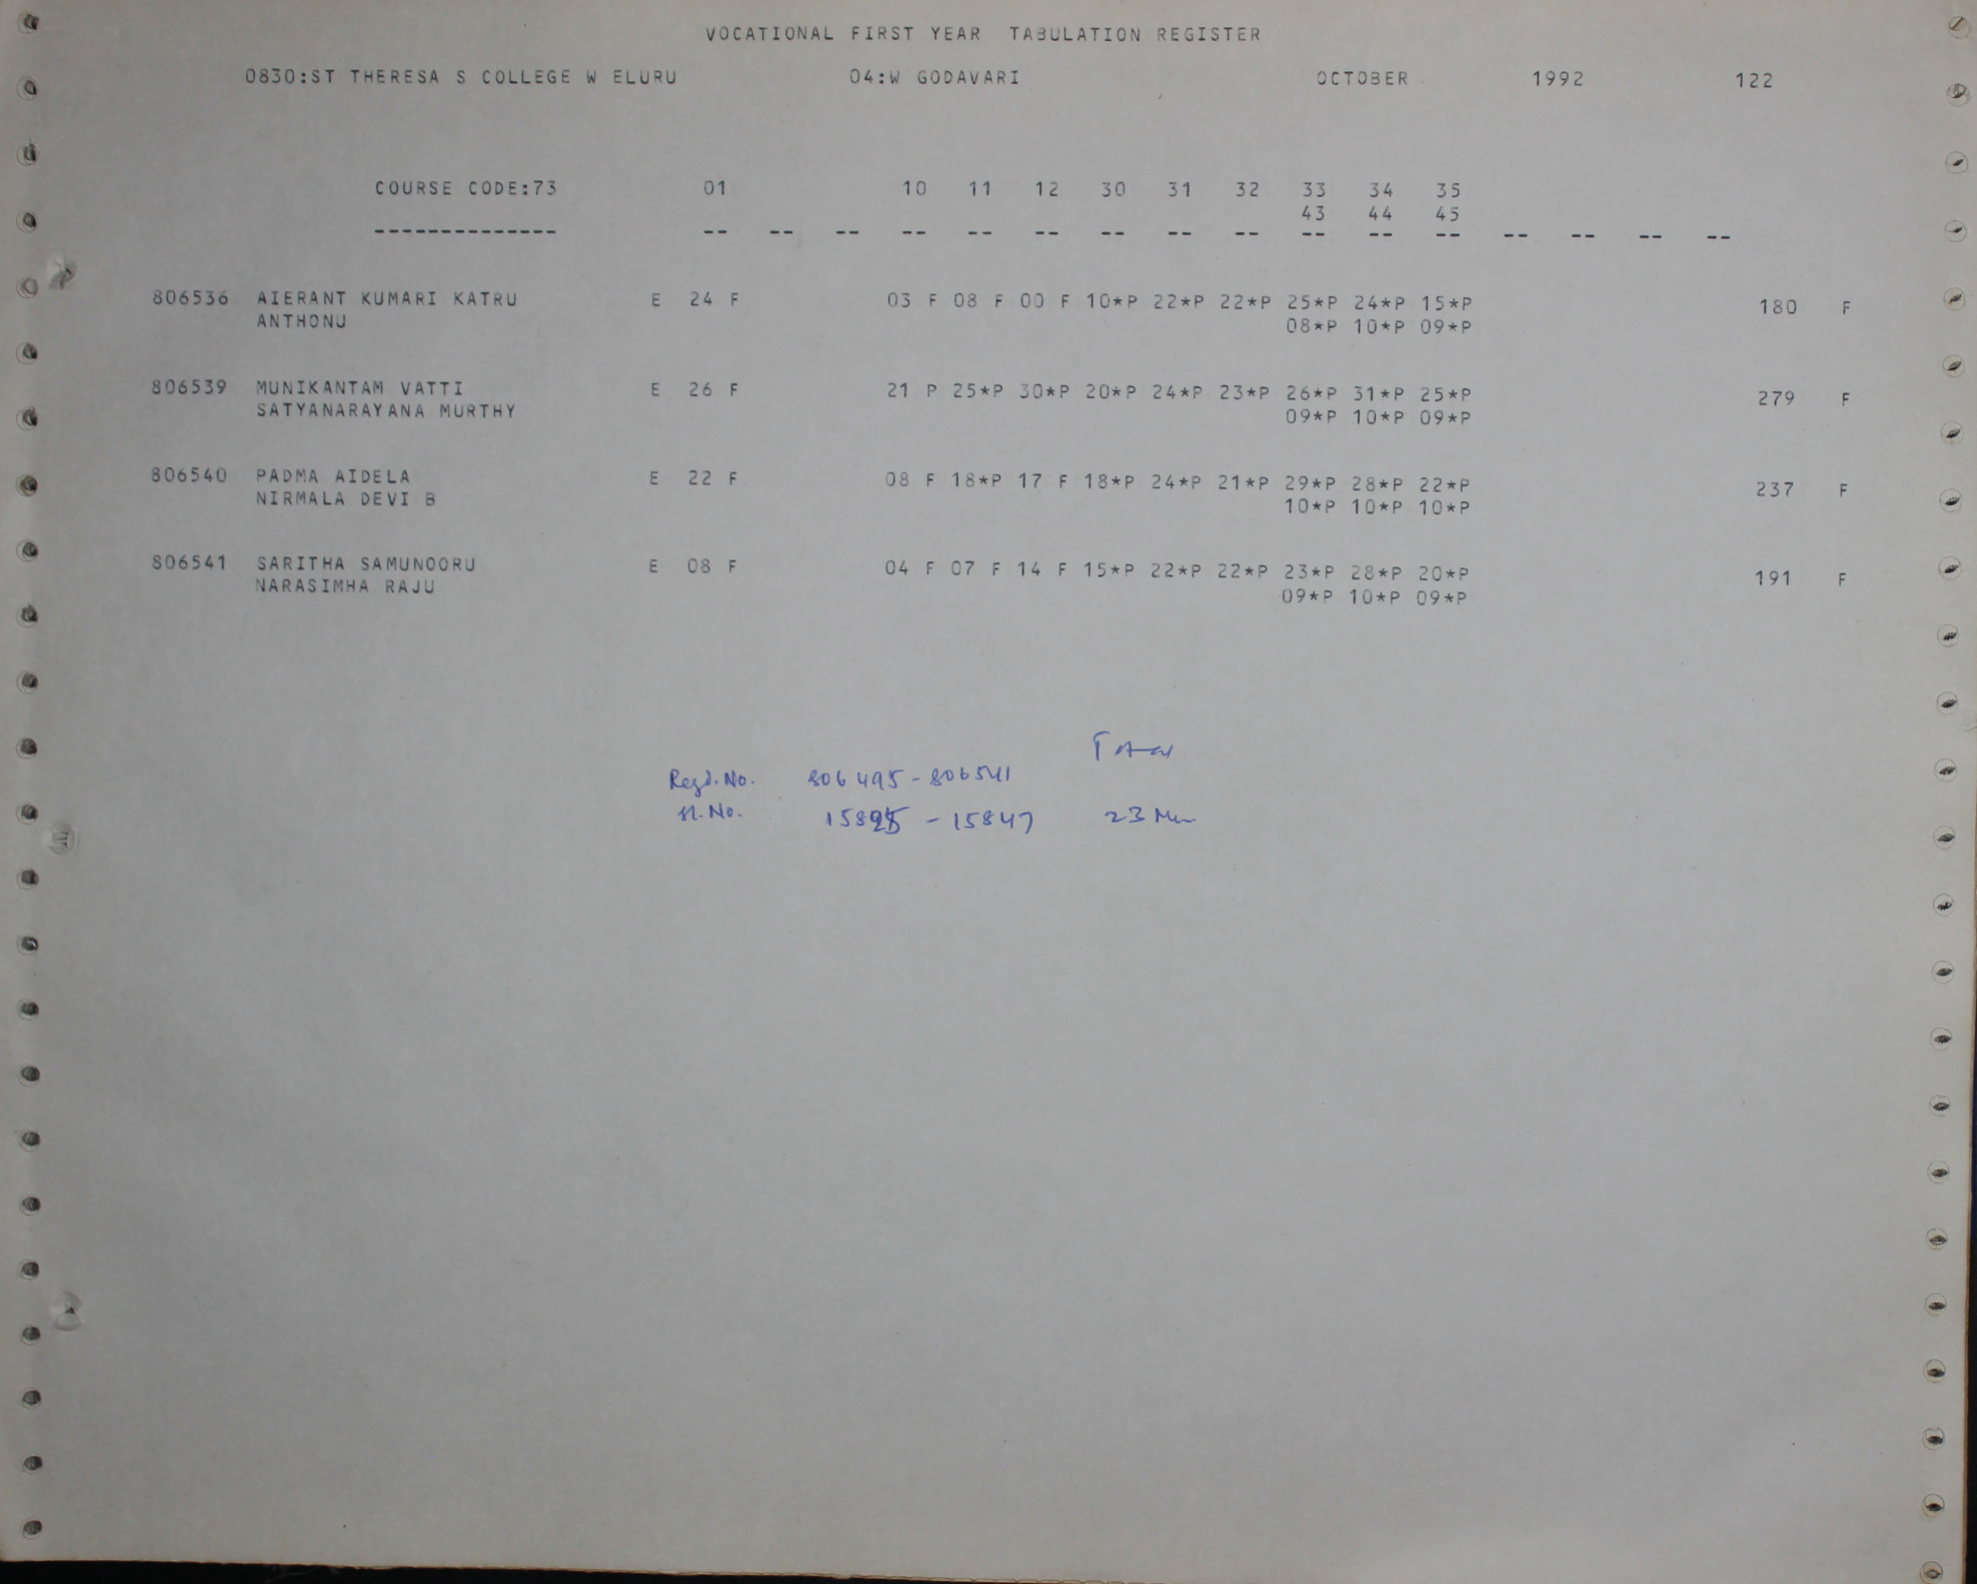 VOCATIONAL FIRST YEAR TABULATION REGISTER
0830:ST THERESA S COLLEGE W ELURU 04:W GODAVARI OCTOBER 1992 122
COURSE CODE:73 01 10 11 12 30 31 32 33 34 35
43 44 45
-------------- -- -- -- -- -- -- -- -- -- -- -- -- -- -- -- --
806536 AIERANT KUMARI KATRU E 24 F 03 F 08 F 00 F 10*P 22*P 22*P 25*P 24*P 15*P 180 F
ANTHONU 08*P 10*P 09*P
806539 MUNIKANTAM VATTI E 26 F 21 P 25*P 30*P 20*P 24*P 23*P 26*P 31*P 25*P 279 F
SATYANARAYANA MURTHY 09*P 10*P 09*P
806540 PADMA AIDELA E 22 F 08 F 18*P 17 F 18*P 24*P 21*P 29*P 28*P 22*P 237 F
NIRMALA DEVI B 10*P 10*P 10*P
806541 SARITHA SAMUNOORU E 08 F 04 F 07 F 14 F 15*P 22*P 22*P 23*P 28*P 20*P 191 F
NARASIMHA RAJU 09*P 10*P 09*P
Total
Regd.No. 806495-806541
Sl.No. - 15847 23